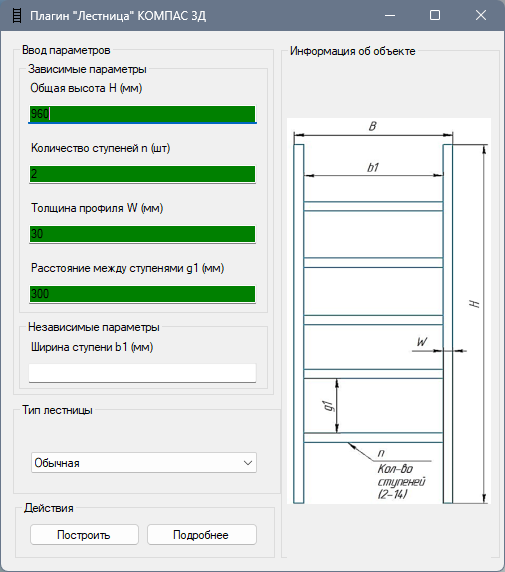 Плагин "Лестница" КОМПАС 3Д
Ввод параметров
Зависимые параметры
Общая высота H (мм)
960
Количество ступеней n (шт)
2
Толщина профиля W (мм)
30
Расстояние между ступенями g1 (мм)
300
Независимые параметры
Ширина ступени b1 (мм)
Тип лестницы
Обычная
Действия
Построить
Подробнее
Информация об объекте
B
b1
H
W
g1
n
Кол-во
ступеней
(2-14)